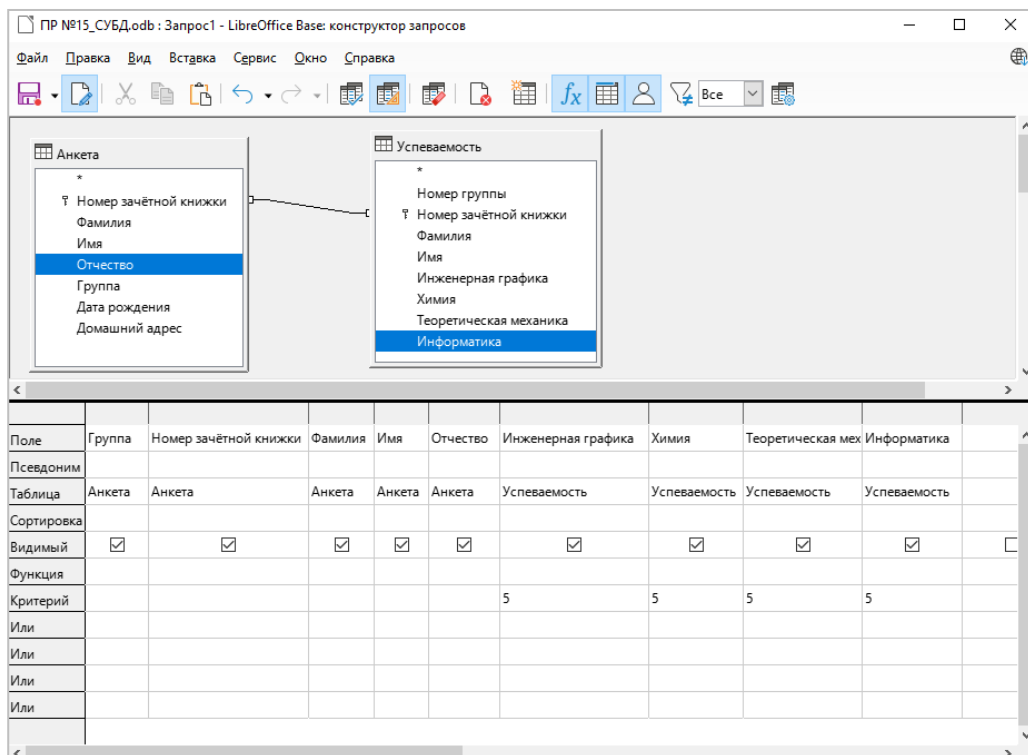 ПР №15_СУБД.odb : Запрос1 - LibreOffice Base: конструктор запросов
Файл Правка Вид Вставка Сервис Окно Справка
fx Все
Анкета
*
Номер зачётной книжки
Фамилия
Имя
Отчество
Группа
Дата рождения
Домашний адрес
Успеваемость
*
Номер группы
Номер зачётной книжки
Фамилия
Имя
Инженерная графика
Химия
Теоретическая механика
Информатика
Поле Группа Номер зачётной книжки Фамилия Имя Отчество Инженерная графика Химия Теоретическая мех Информатика
Псевдоним
Таблица Анкета Анкета Анкета Анкета Анкета Успеваемость Успеваемость Успеваемость Успеваемость
Сортировка
Видимый
Функция
Критерий 5 5 5 5
Или
Или
Или
Или